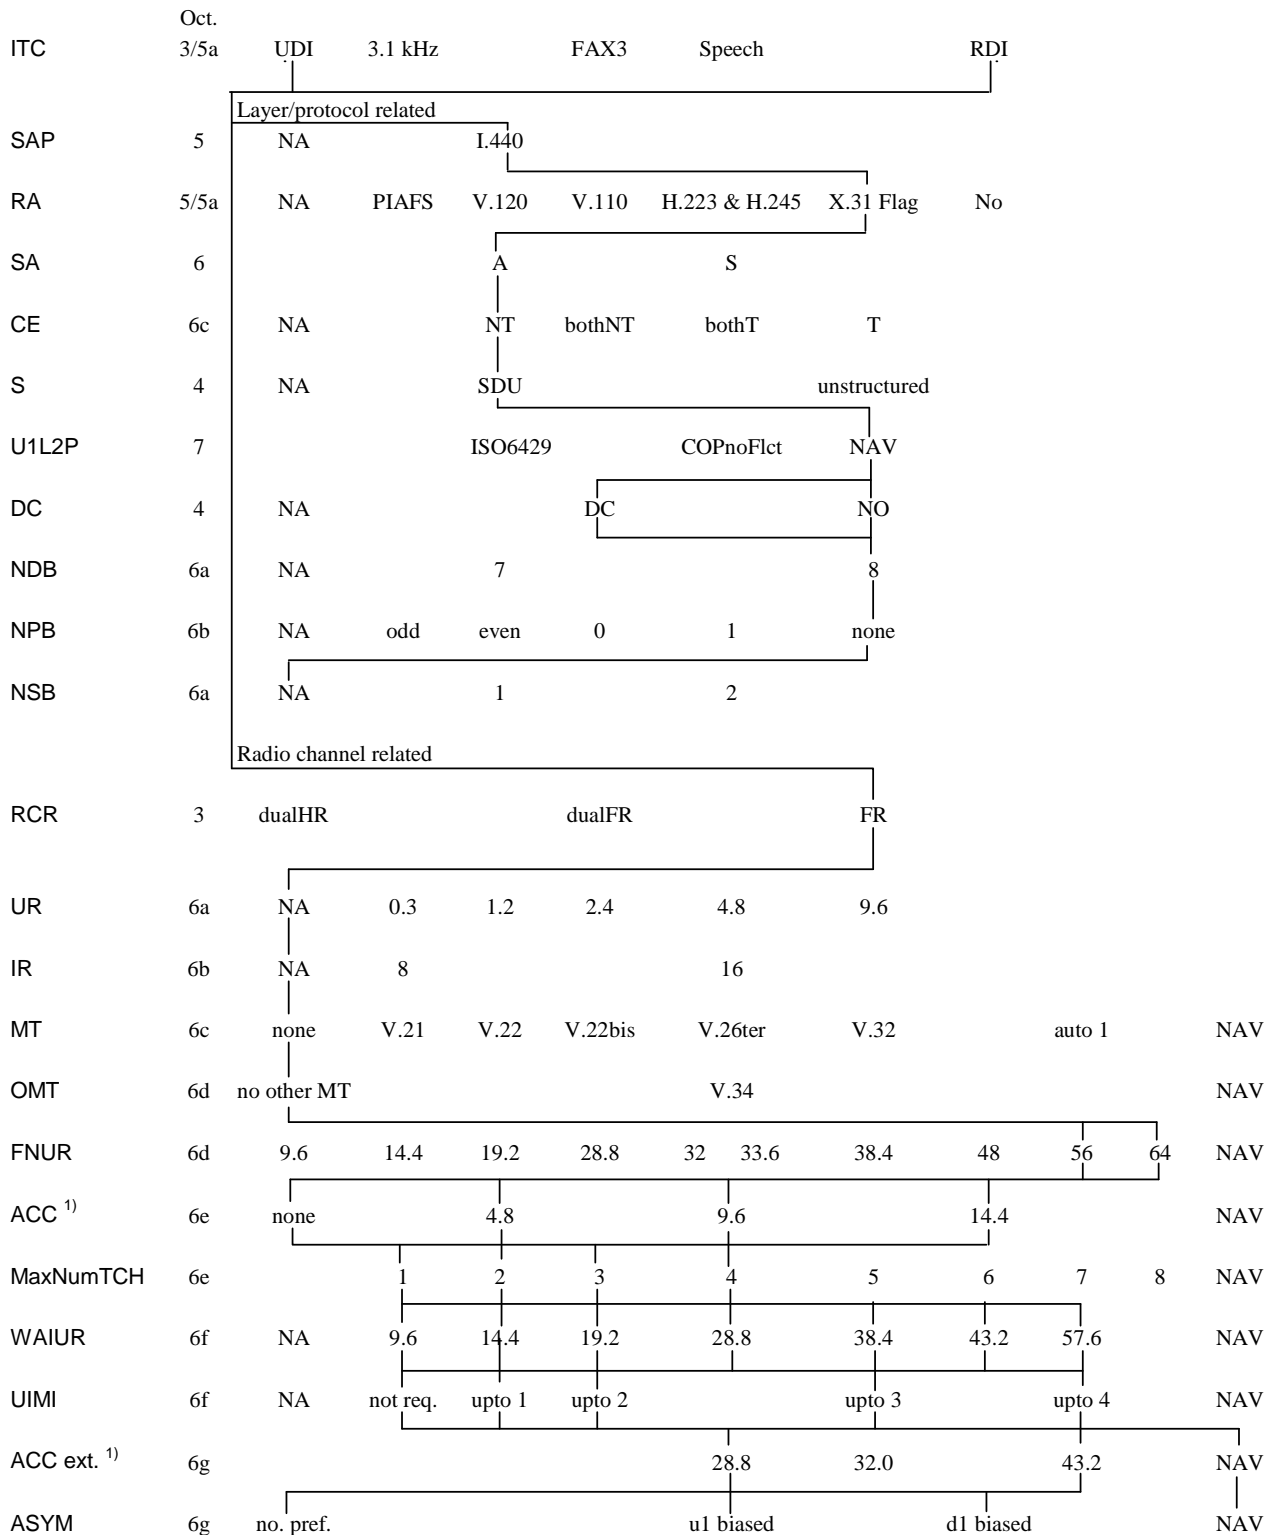 Oct.
ITC 3/5a UDI 3.1 kHz FAX3 Speech RDI
Layer/protocol related
SAP 5 NA I.440
RA 5/5a NA PIAFS V.120 V.110 H.223 & H.245 X.31 Flag No
SA 6 A S
CE 6c NA NT bothNT bothT T
S 4 NA SDU unstructured
U1L2P 7 ISO6429 COPnoFlct NAV
DC 4 NA DC NO
NDB 6a NA 7 8
NPB 6b NA odd even 0 1 none
NSB 6a NA 1 2
Radio channel related
RCR 3 dualHR dualFR FR
UR 6a NA 0.3 1.2 2.4 4.8 9.6
IR 6b NA 8 16
MT 6c none V.21 V.22 V.22bis V.26ter V.32 auto 1 NAV
OMT 6d no other MT V.34 NAV
FNUR 6d 9.6 14.4 19.2 28.8 32 33.6 38.4 48 56 64 NAV
ACC 1) 6e none 4.8 9.6 14.4 NAV
MaxNumTCH 6e 1 2 3 4 5 6 7 8 NAV
WAIUR 6f NA 9.6 14.4 19.2 28.8 38.4 43.2 57.6 NAV
UIMI 6f NA not req. upto 1 upto 2 upto 3 upto 4 NAV
ACC ext. 1) 6g 28.8 32.0 43.2 NAV
ASYM 6g no. pref. u1 biased d1 biased NAV